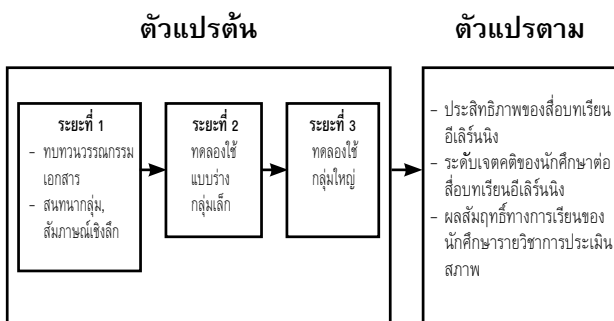 ตัวแปรต้น
ตัวแปรตาม
ระยะที่ 1
- ทบทวนวรรณกรรม
เอกสาร
- สนทนากลุ่ม,
สัมภาษณ์เชิงลึก
ระยะที่ 2
ทดลองใช้
แบบร่าง
กลุ่มเล็ก
ระยะที่ 3
ทดลองใช้
กลุ่มใหญ่
- ประสิทธิภาพของสื่อบทเรียน
อีเลิร์นนิง
- ระดับเจตคติของนักศึกษาต่อ
สื่อบทเรียนอีเลิร์นนิง
- ผลสัมฤทธิ์ทางการเรียนของ
นักศึกษารายวิชาการประเมิน
สภาพ